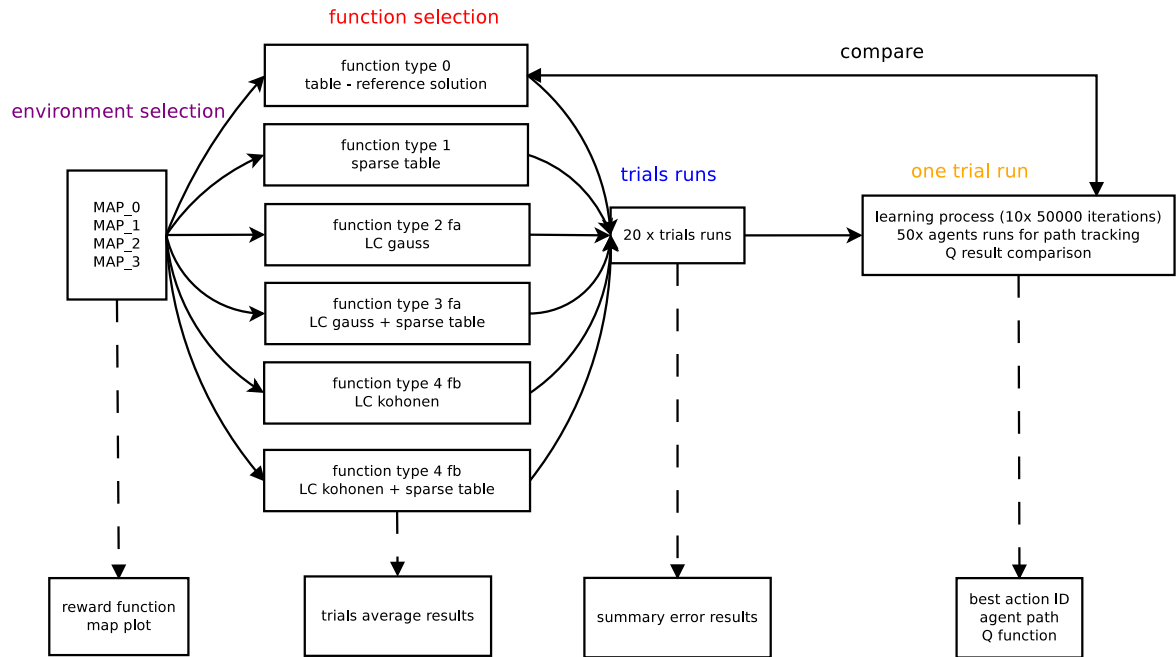 function selection
compare
environment selection
function type 0
table - reference solution
function type 1
sparse table
function type 2 fa
LC gauss
function type 3 fa
LC gauss + sparse table
function type 4 fb
LC kohonen
function type 4 fb
LC kohonen + sparse table
MAP_0
MAP_1
MAP_2
MAP_3
trials runs
20 x trials runs
one trial run
learning process (10x 50000 iterations)
50x agents runs for path tracking
Q result comparison
reward function
map plot
trials average results
summary error results
best action ID
agent path
Q function